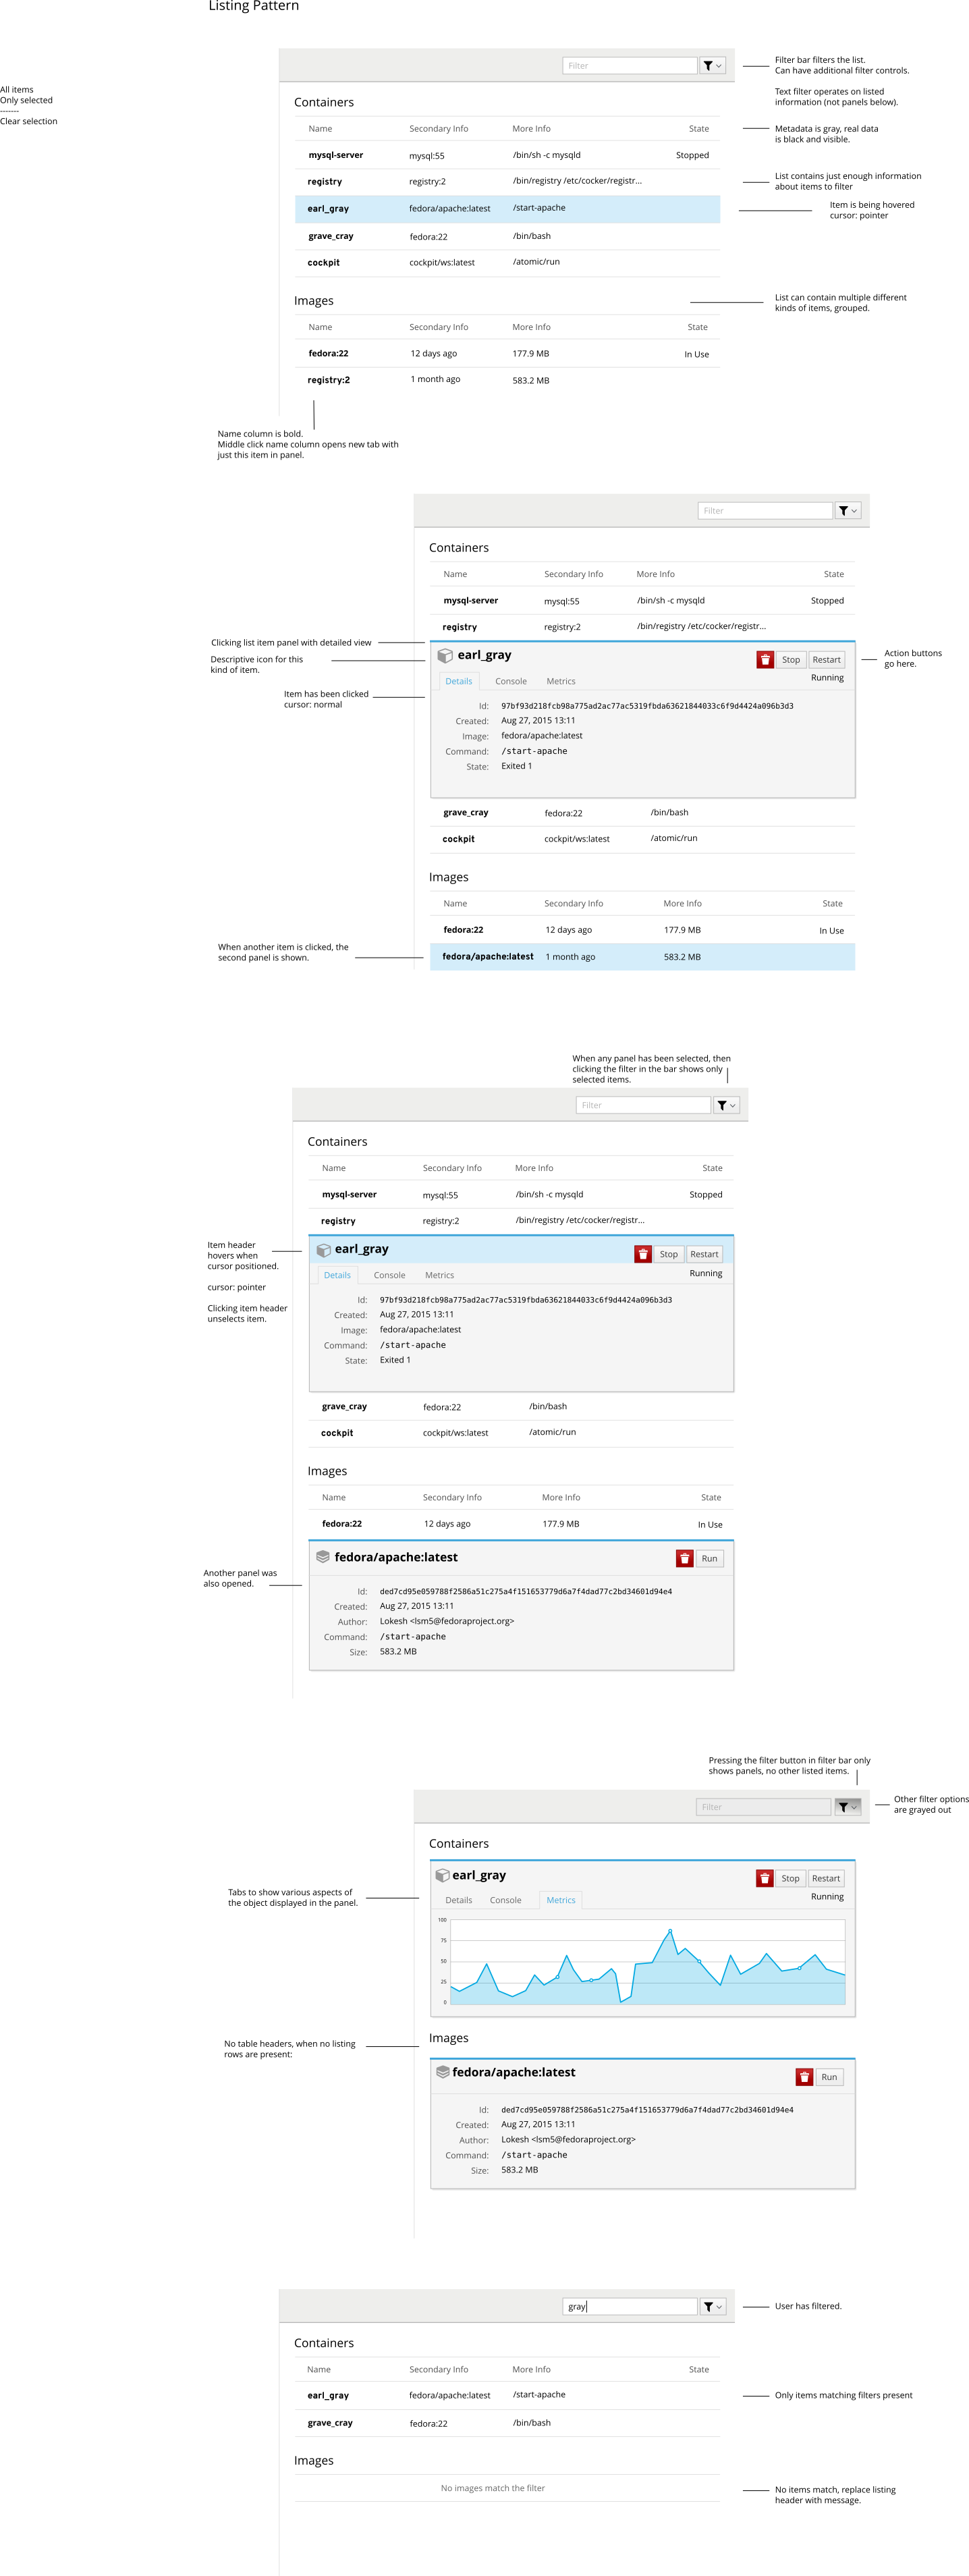 Listing Pattern
All items
Only selected
-------
Clear selection
Filter
Filter bar filters the list.
Can have additional filter controls.
Text filter operates on listed
information (not panels below).
Containers
Name Secondary Info More Info State
Metadata is gray, real data
is black and visible.
mysql-server mysql:55 /bin/sh -c mysqld Stopped
registry registry:2 /bin/registry /etc/cocker/registr...
List contains just enough information
about items to filter
earl_gray fedora/apache:latest /start-apache
Item is being hovered
cursor: pointer
grave_cray fedora:22 /bin/bash
cockpit cockpit/ws:latest /atomic/run
Images
List can contain multiple different
kinds of items, grouped.
Name Secondary Info More Info State
fedora:22 12 days ago 177.9 MB In Use
registry:2 1 month ago 583.2 MB
Name column is bold.
Middle click name column opens new tab with
just this item in panel.
Filter
Containers
Name Secondary Info More Info State
mysql-server mysql:55 /bin/sh -c mysqld Stopped
registry registry:2 /bin/registry /etc/cocker/registr...
Clicking list item panel with detailed view
Descriptive icon for this
kind of item.
earl_gray Stop Restart
Action buttons
go here.
Running
Details Console Metrics
Item has been clicked
cursor: normal
Id: 97bf93d218fcb98a775ad2ac77ac5319fbda63621844033c6f9d4424a096b3d3
Created: Aug 27, 2015 13:11
Image: fedora/apache:latest
Command: /start-apache
State: Exited 1
grave_cray fedora:22 /bin/bash
cockpit cockpit/ws:latest /atomic/run
Images
Name Secondary Info More Info State
fedora:22 12 days ago 177.9 MB In Use
When another item is clicked, the
second panel is shown.
fedora/apache:latest 1 month ago 583.2 MB
When any panel has been selected, then
clicking the filter in the bar shows only
selected items.
Filter
Containers
Name Secondary Info More Info State
mysql-server mysql:55 /bin/sh -c mysqld Stopped
registry registry:2 /bin/registry /etc/cocker/registr...
Item header
hovers when
cursor positioned.
cursor: pointer
Clicking item header
unselects item.
earl_gray Stop Restart
Running
Details Console Metrics
Id: 97bf93d218fcb98a775ad2ac77ac5319fbda63621844033c6f9d4424a096b3d3
Created: Aug 27, 2015 13:11
Image: fedora/apache:latest
Command: /start-apache
State: Exited 1
grave_cray fedora:22 /bin/bash
cockpit cockpit/ws:latest /atomic/run
Images
Name Secondary Info More Info State
fedora:22 12 days ago 177.9 MB In Use
fedora/apache:latest Run
Another panel was
also opened.
Id: ded7cd95e059788f2586a51c275a4f151653779d6a7f4dad77c2bd34601d94e4
Created: Aug 27, 2015 13:11
Author: Lokesh <lsm5@fedoraproject.org>
Command: /start-apache
Size: 583.2 MB
Pressing the filter button in filter bar only
shows panels, no other listed items.
Filter
Other filter options
are grayed out
Containers
earl_gray Stop Restart
Running
Details Console Metrics
Tabs to show various aspects of
the object displayed in the panel.
100
75
50
25
0
Images
No table headers, when no listing
rows are present:
fedora/apache:latest Run
Id: ded7cd95e059788f2586a51c275a4f151653779d6a7f4dad77c2bd34601d94e4
Created: Aug 27, 2015 13:11
Author: Lokesh <lsm5@fedoraproject.org>
Command: /start-apache
Size: 583.2 MB
gray
User has filtered.
Containers
Name Secondary Info More Info State
earl_gray fedora/apache:latest /start-apache
Only items matching filters present
grave_cray fedora:22 /bin/bash
Images
No images match the filter
No items match, replace listing
header with message.